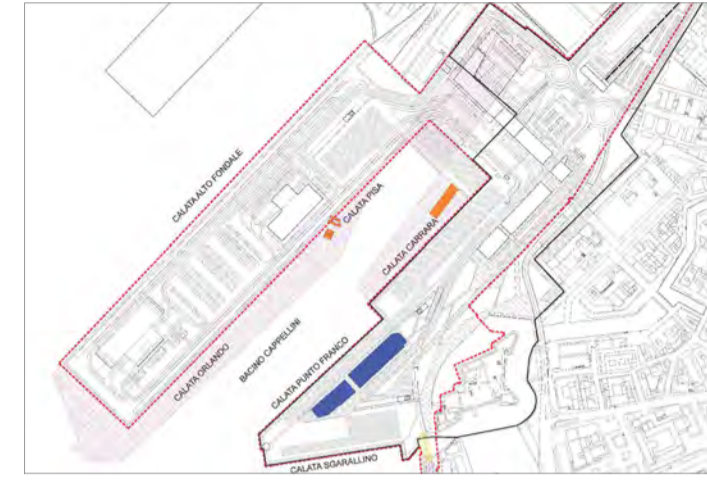 CALATA ALTO FONDALE
CALATA PISA
CALATA CARRARA
CALATA ORLANDO
BACINO CAPPELLINI
CALATA PUNTO FRANCO
CALATA SGARALLINO